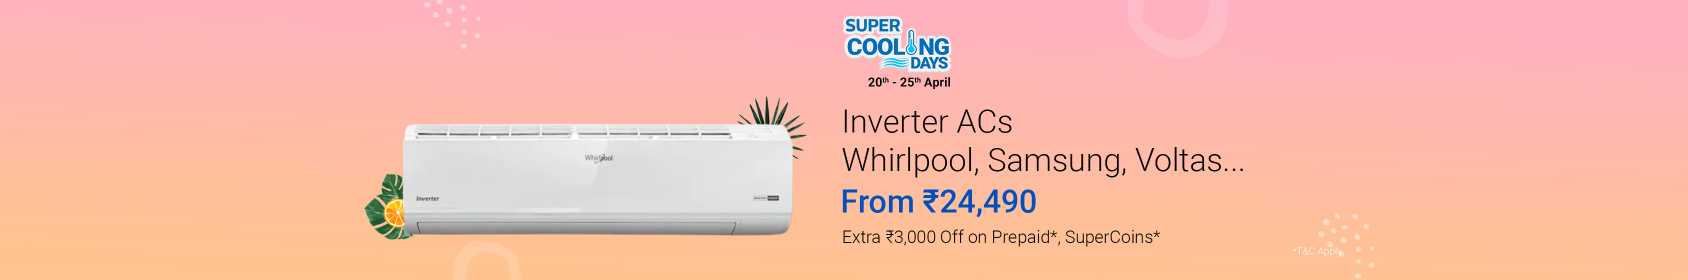 SUPER
COOLING
DAYS
20th - 25th April
Inverter ACs
Whirlpool, Samsung, Voltas...
From ₹24,490
Extra ₹3,000 Off on Prepaid*, SuperCoins*
Whirlpool
Inverter
*T&C Apply